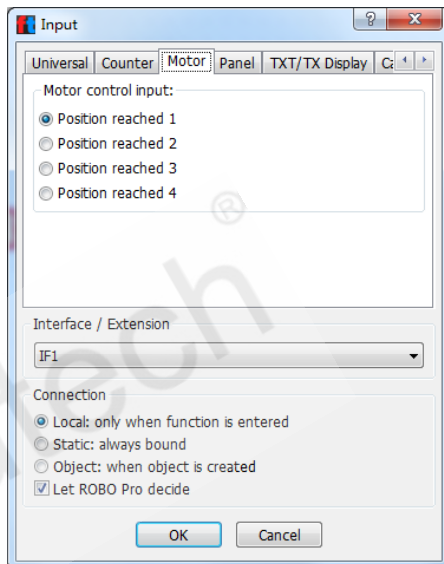 Input
Universal Counter Motor Panel TXT/TX Display
Motor control input:
Position reached 1
Position reached 2
Position reached 3
Position reached 4
®
Interface / Extension
IF1
tech
Connection
Local: only when function is entered
Static: always bound
Object: when object is created
Let ROBO Pro decide
OK Cancel